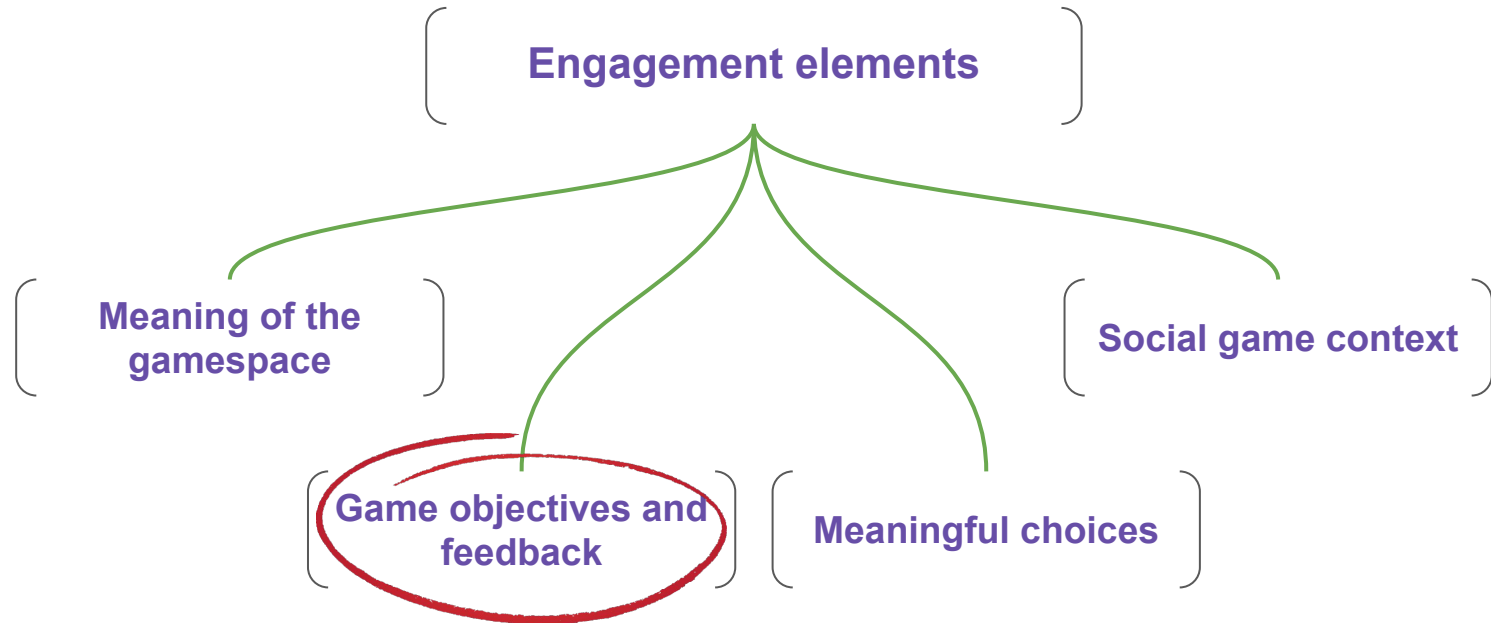 Engagement elements
Meaning of the
gamespace
Social game context
Game objectives and
feedback
Meaningful choices